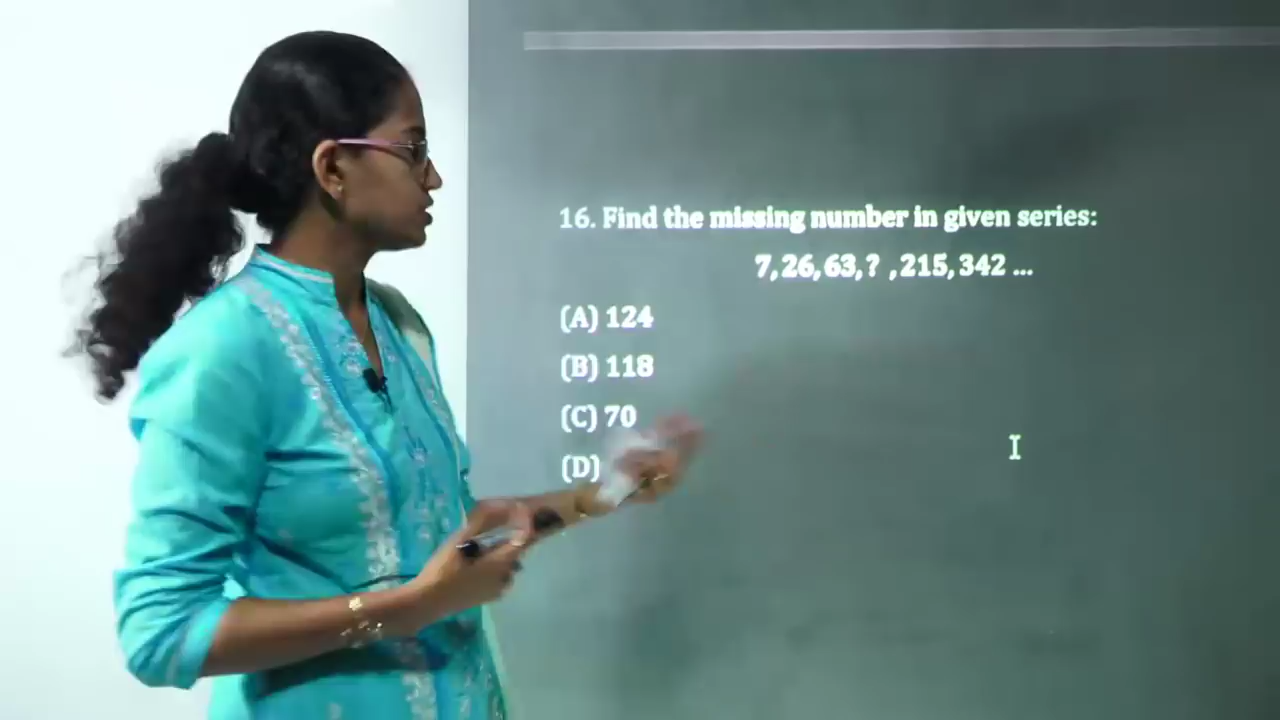 16. Find the missing number in given series:
7, 26, 63, ? , 215, 342 ...
(A) 124
(B) 118
(C) 70
(D)